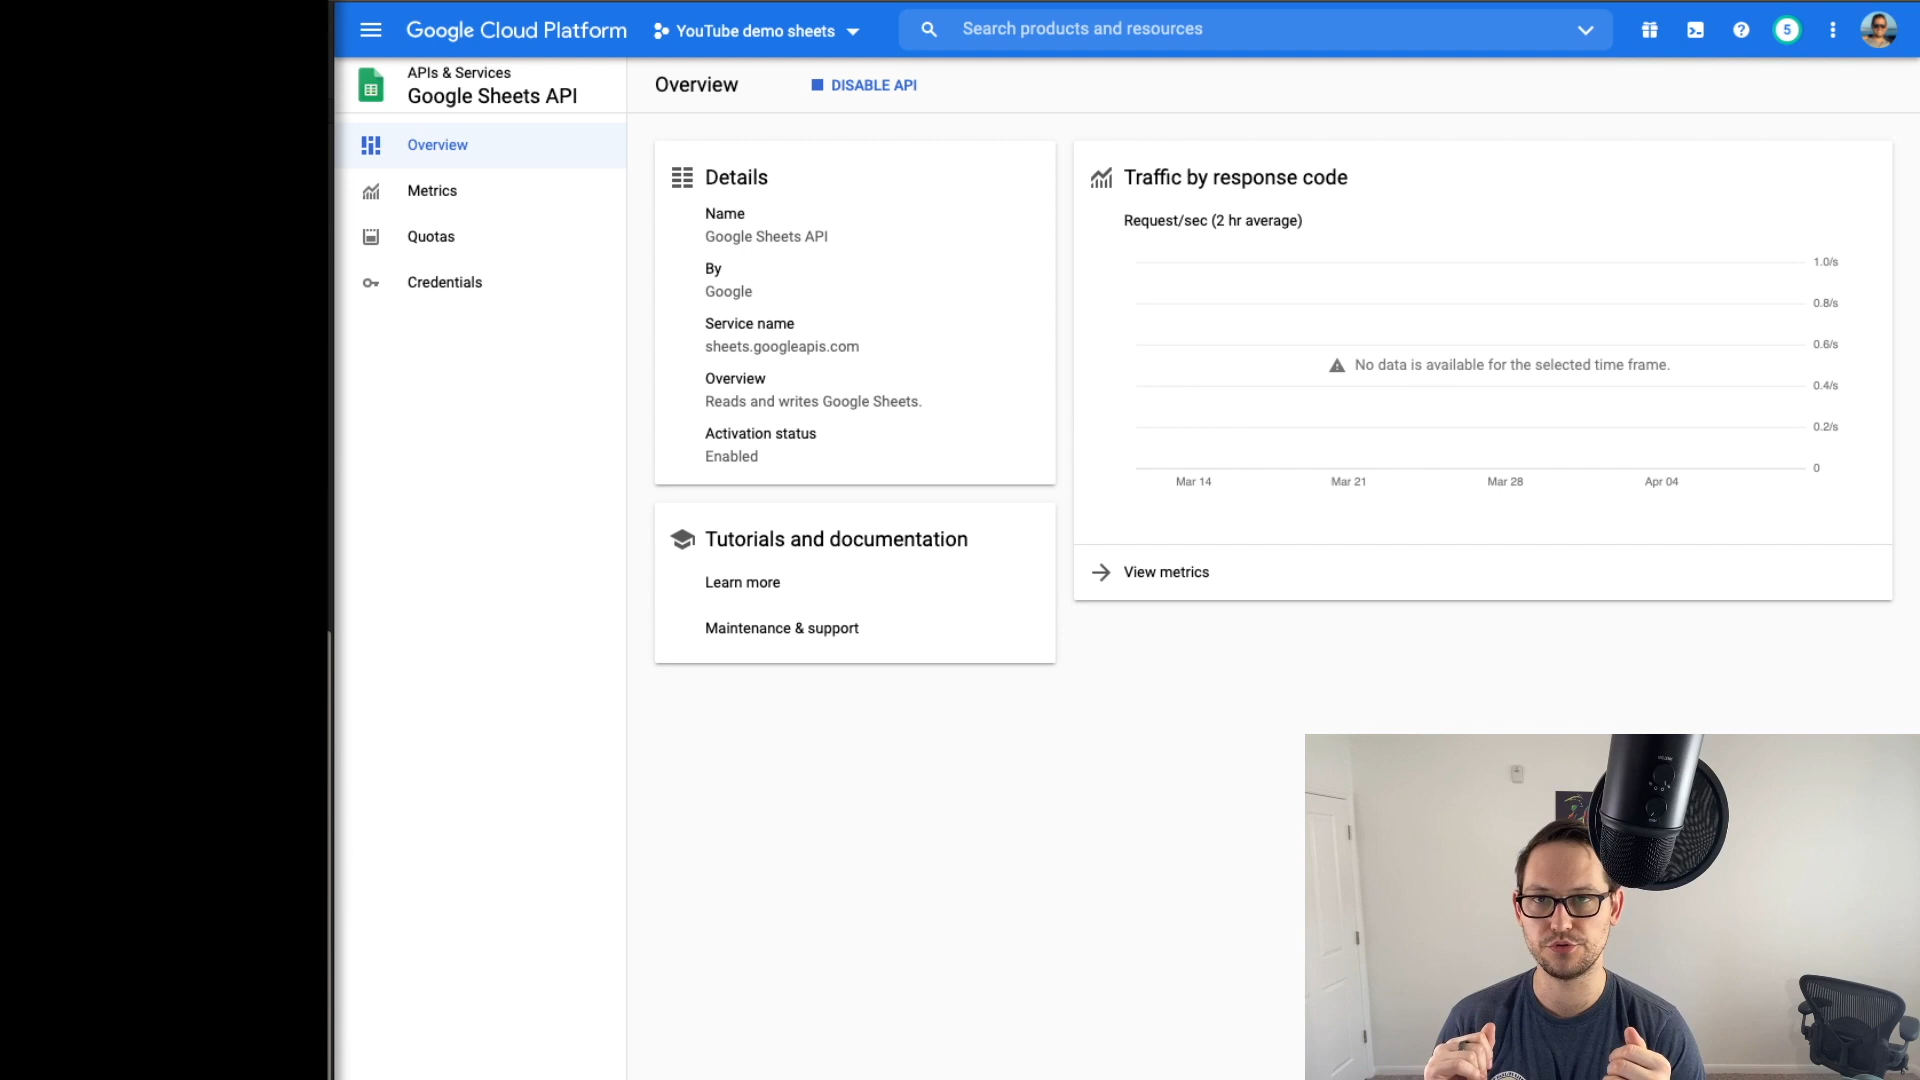 Google Cloud Platform
YouTube demo sheets
Search products and resources
5
APIs & Services
Google Sheets API
Overview
DISABLE API
Overview
Metrics
Quotas
Credentials
Details
Name
Google Sheets API
By
Google
Service name
sheets.googleapis.com
Overview
Reads and writes Google Sheets.
Activation status
Enabled
Tutorials and documentation
Learn more
Maintenance & support
Traffic by response code
Request/sec (2 hr average)
1.0/s
0.8/s
0.6/s
No data is available for the selected time frame.
0.4/s
0.2/s
0
Mar 14 Mar 21 Mar 28 Apr 04
View metrics